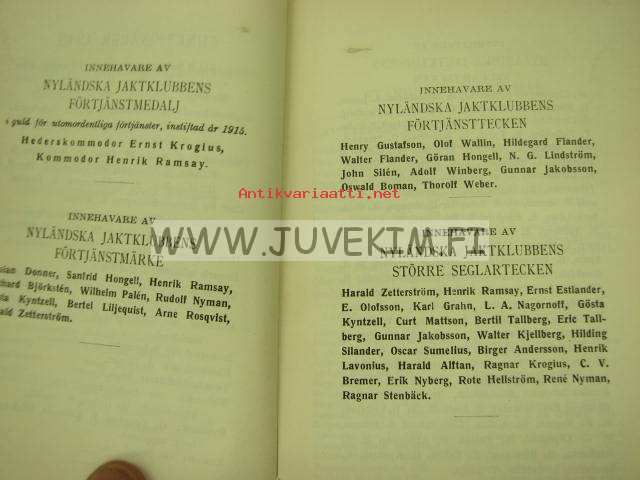 INNEHAVARE AV
NYLÄNDSKA JAKTKLUBBENS
FÖRTJÄNSTMEDALJ
guld för utomordentliga förtjänster, instiftad år 1915.
Hederskommodor Ernst Krogius,
Kommodor Henrik Ramsay.
INNEHAVARE AV
NYLÄNDSKA JAKTKLUBBENS
FÖRTJÄNSTMÄRKE
Donner, Sanfrid Hongell, Henrik Ramsay,
Björkstén, Wilhelm Palén, Rudolf Nyman,
Kyntzell, Bertel Liljequist, Arne Rosqvist,
Zetterström.
INNEHAVARE AV
NYLÄNDSKA JAKTKLUBBENS
FÖRTJÄNSTTECKEN
Henry Gustafson, Olof Wallin, Hildegard Flander,
Walter Flander, Göran Hongell, N. G. Lindström,
John Silén, Adolf Winberg, Gunnar Jakobsson,
Oswald Boman, Thorolf Weber.
INNEHAVARE AV
NYLÄNDSKA JAKTKLUBBENS
STÖRRE SEGLARTECKEN
Harald Zetterström, Henrik Ramsay, Ernst Estlander,
E. Olofsson, Karl Grahn, L. A. Nagornoff, Gösta
Kyntzell, Curt Mattson, Bertil Tallberg, Eric Tall-
berg, Gunnar Jakobsson, Walter Kjellberg, Hilding
Silander, Oscar Sumelius, Birger Andersson, Henrik
Lavonius, Harald Alftan, Ragnar Krogius, C. V.
Bremer, Erik Nyberg, Rote Hellström, René Nyman,
Ragnar Stenbäck.
Antikvariaatti.net
WWW.JUVEKIM.FI